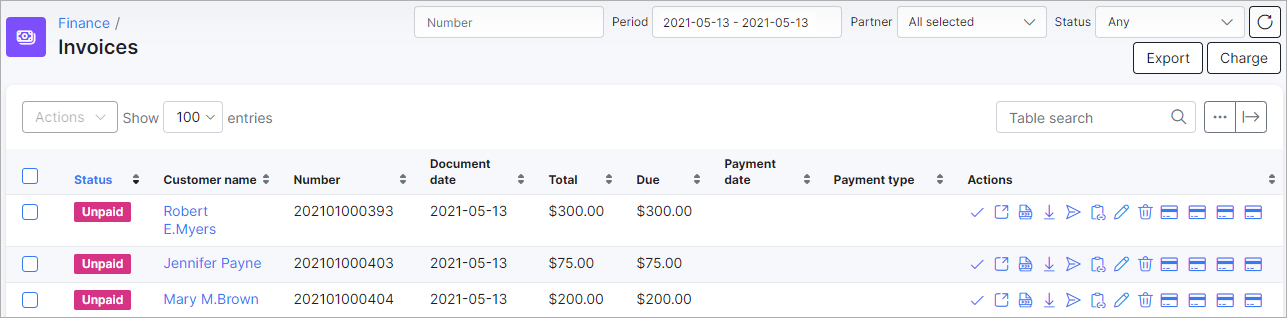 Finance /
Invoices
Number
Period
2021-05-13 - 2021-05-13
Partner
All selected
Status
Any
Export
Charge
Actions
Show
100
entries
Table search
Status
Customer name
Number
Document
date
Total
Due
Payment
date
Payment type
Actions
Unpaid
Robert
E.Myers
202101000393
2021-05-13
$300.00
$300.00
Unpaid
Jennifer Payne
202101000403
2021-05-13
$75.00
$75.00
Unpaid
Mary M.Brown
202101000404
2021-05-13
$200.00
$200.00